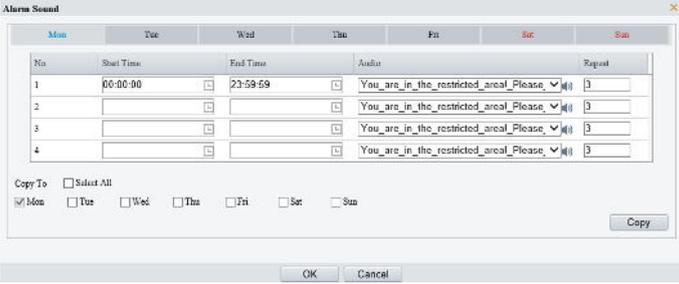 Alarm Sound
Mon Tue Wed Thu Fri Sat Sun
No Start Time End Time Audio Repeat
1 00:00:00 23:59:59 You_are_in_the_restricted_area!_Please_ 3
2 You_are_in_the_restricted_area!_Please_ 3
3 You_are_in_the_restricted_area!_Please_ 3
4 You_are_in_the_restricted_area!_Please_ 3
Copy To Select All
Mon Tue Wed Thu Fri Sat Sun
Copy
OK Cancel